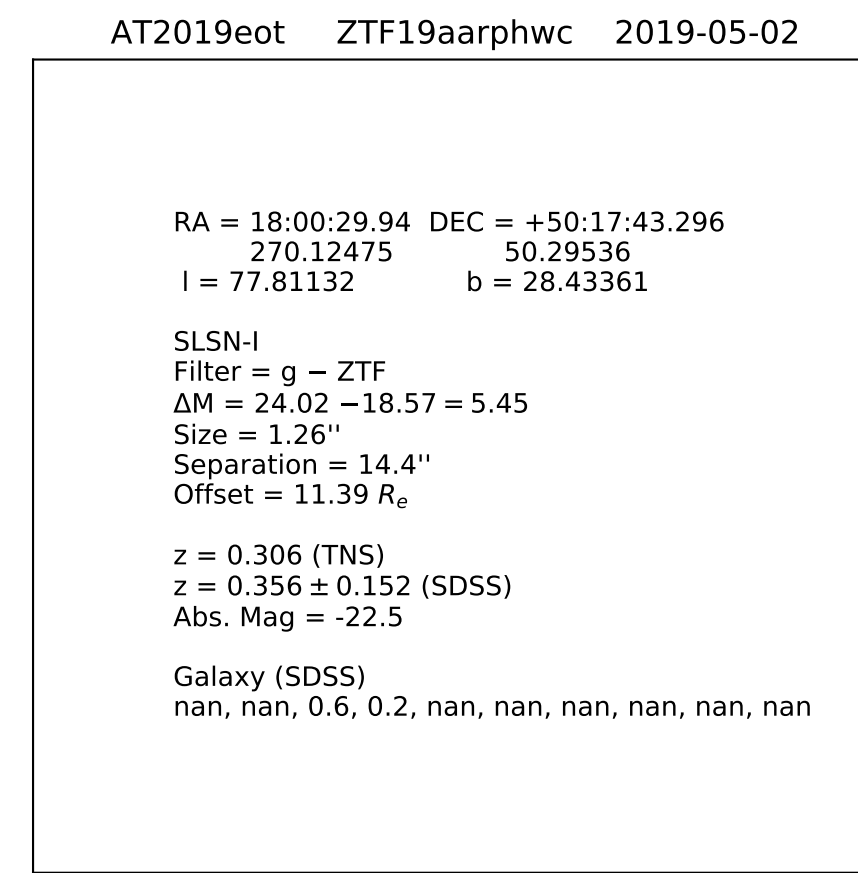 AT2019eot ZTF19aarphwc 2019-05-02
RA = 18:00:29.94 DEC = +50:17:43.296
270.12475 50.29536
l = 77.81132 b = 28.43361
SLSN-I
Filter = g − ZTF
ΔM = 24.02 −18.57 = 5.45
Size = 1.26''
Separation = 14.4''
Offset = 11.39 Rₑ
z = 0.306 (TNS)
z = 0.356 ± 0.152 (SDSS)
Abs. Mag = -22.5
Galaxy (SDSS)
nan, nan, 0.6, 0.2, nan, nan, nan, nan, nan, nan